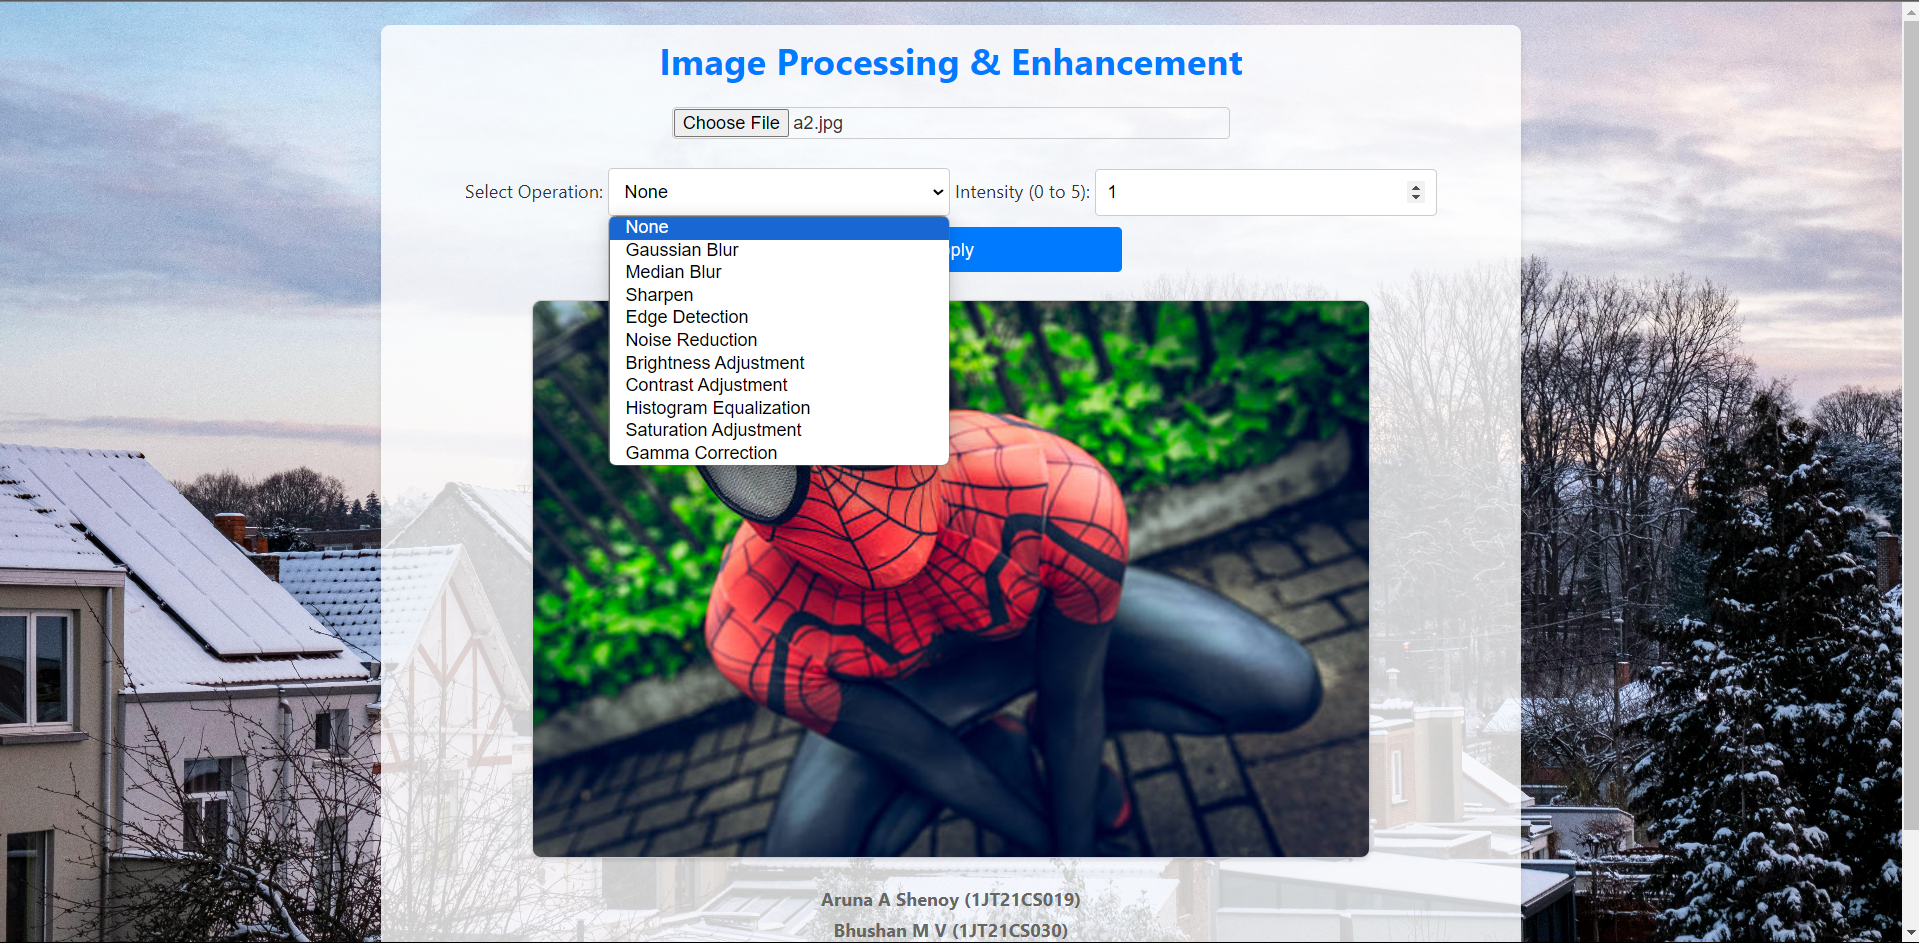 Image Processing & Enhancement
Choose File a2.jpg
Select Operation: None Intensity (0 to 5): 1
None
Gaussian Blur
Median Blur
Sharpen
Edge Detection
Noise Reduction
Brightness Adjustment
Contrast Adjustment
Histogram Equalization
Saturation Adjustment
Gamma Correction
Aruna A Shenoy (1JT21CS019)
Bhushan M V (1JT21CS030)